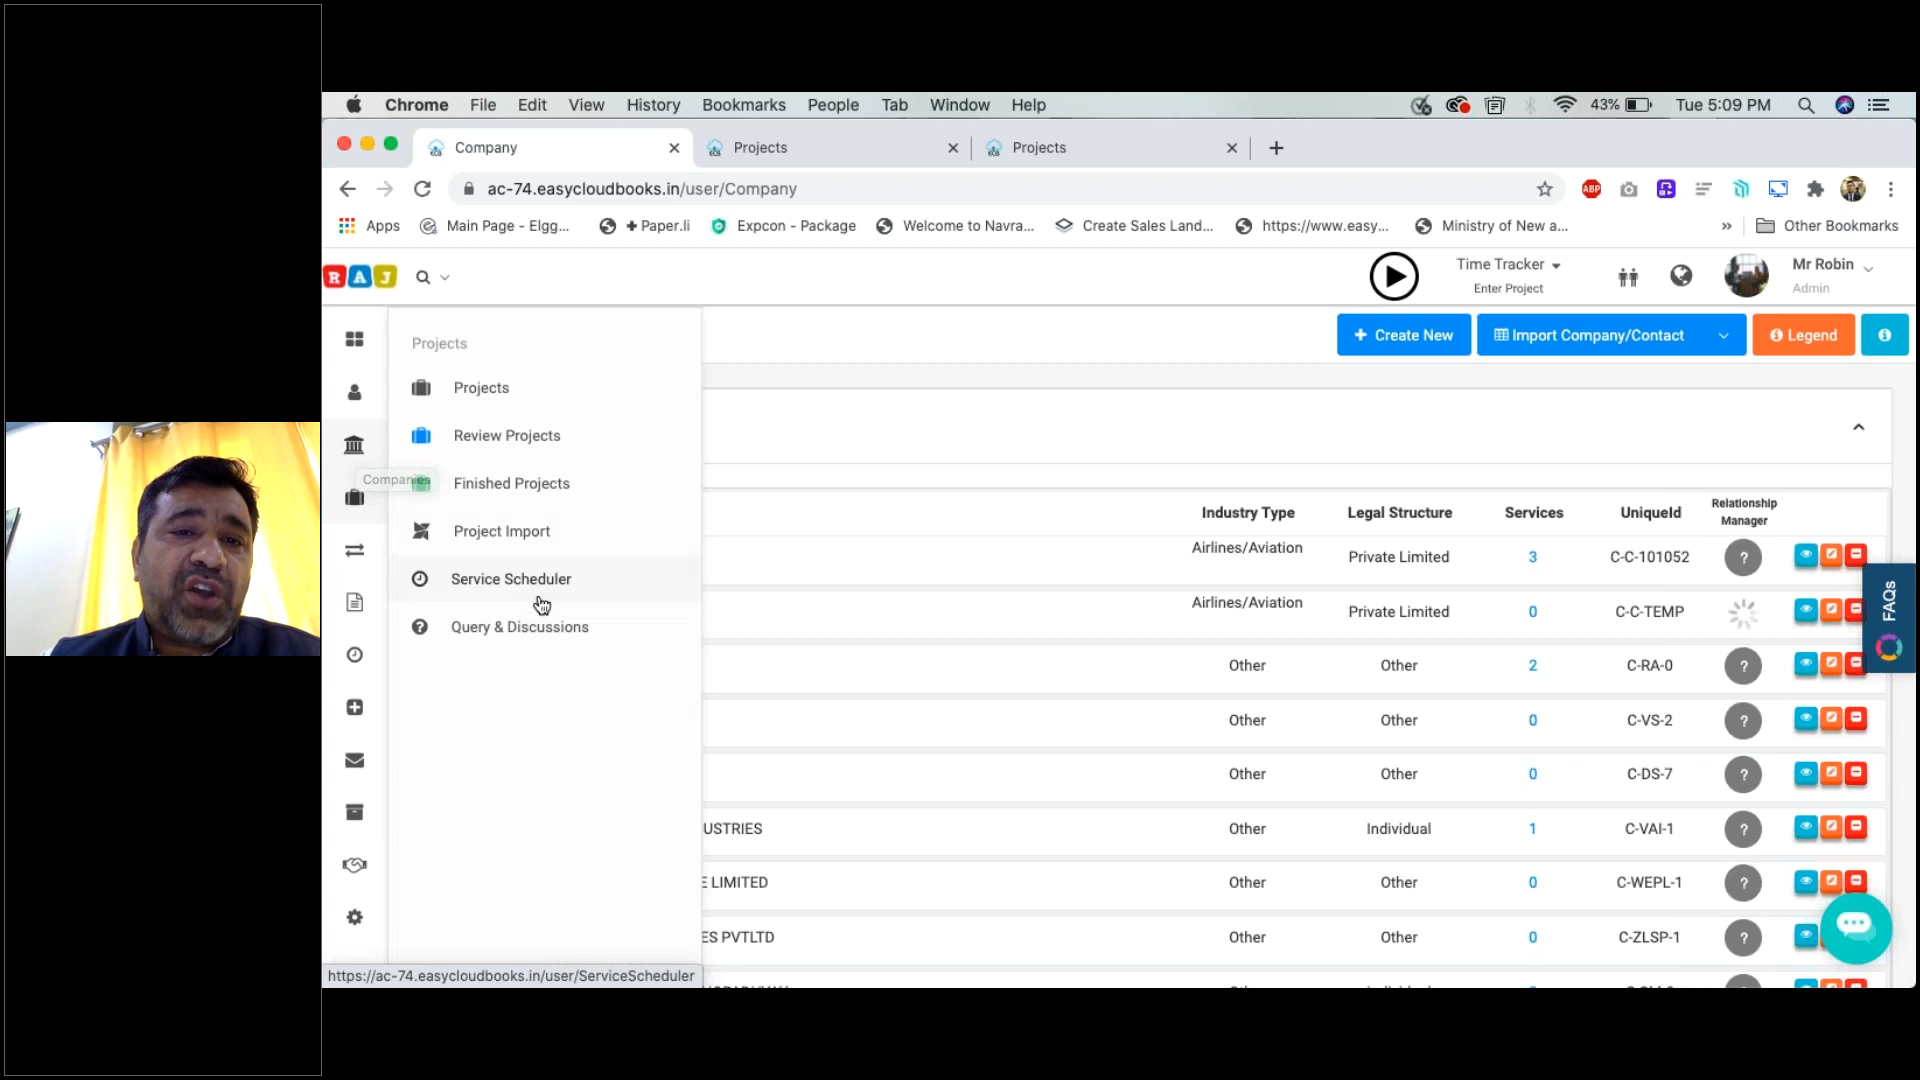 Chrome File Edit View History Bookmarks People Tab Window Help 43% Tue 5:09 PM
Company Projects Projects
ac-74.easycloudbooks.in/user/Company ABP
Apps Main Page - Elgg... + Paper.li Expcon - Package Welcome to Navra... Create Sales Land... https://www.easy... Ministry of New a... » Other Bookmarks
RAJ
Time Tracker
Enter Project
Mr Robin
Admin
Create New Import Company/Contact Legend
Projects
Projects
Review Projects
Companies
Finished Projects
Project Import
Service Scheduler
Query & Discussions
Industry Type Legal Structure Services UniqueId Relationship
Manager
Airlines/Aviation Private Limited 3 C-C-101052 ?
Airlines/Aviation Private Limited 0 C-C-TEMP
Other Other 2 C-RA-0 ?
Other Other 0 C-VS-2 ?
Other Other 0 C-DS-7 ?
USTRIES Other Individual 1 C-VAI-1 ?
E LIMITED Other Other 0 C-WEPL-1 ?
ES PVTLTD Other Other 0 C-ZLSP-1 ?
FAQs
https://ac-74.easycloudbooks.in/user/ServiceScheduler